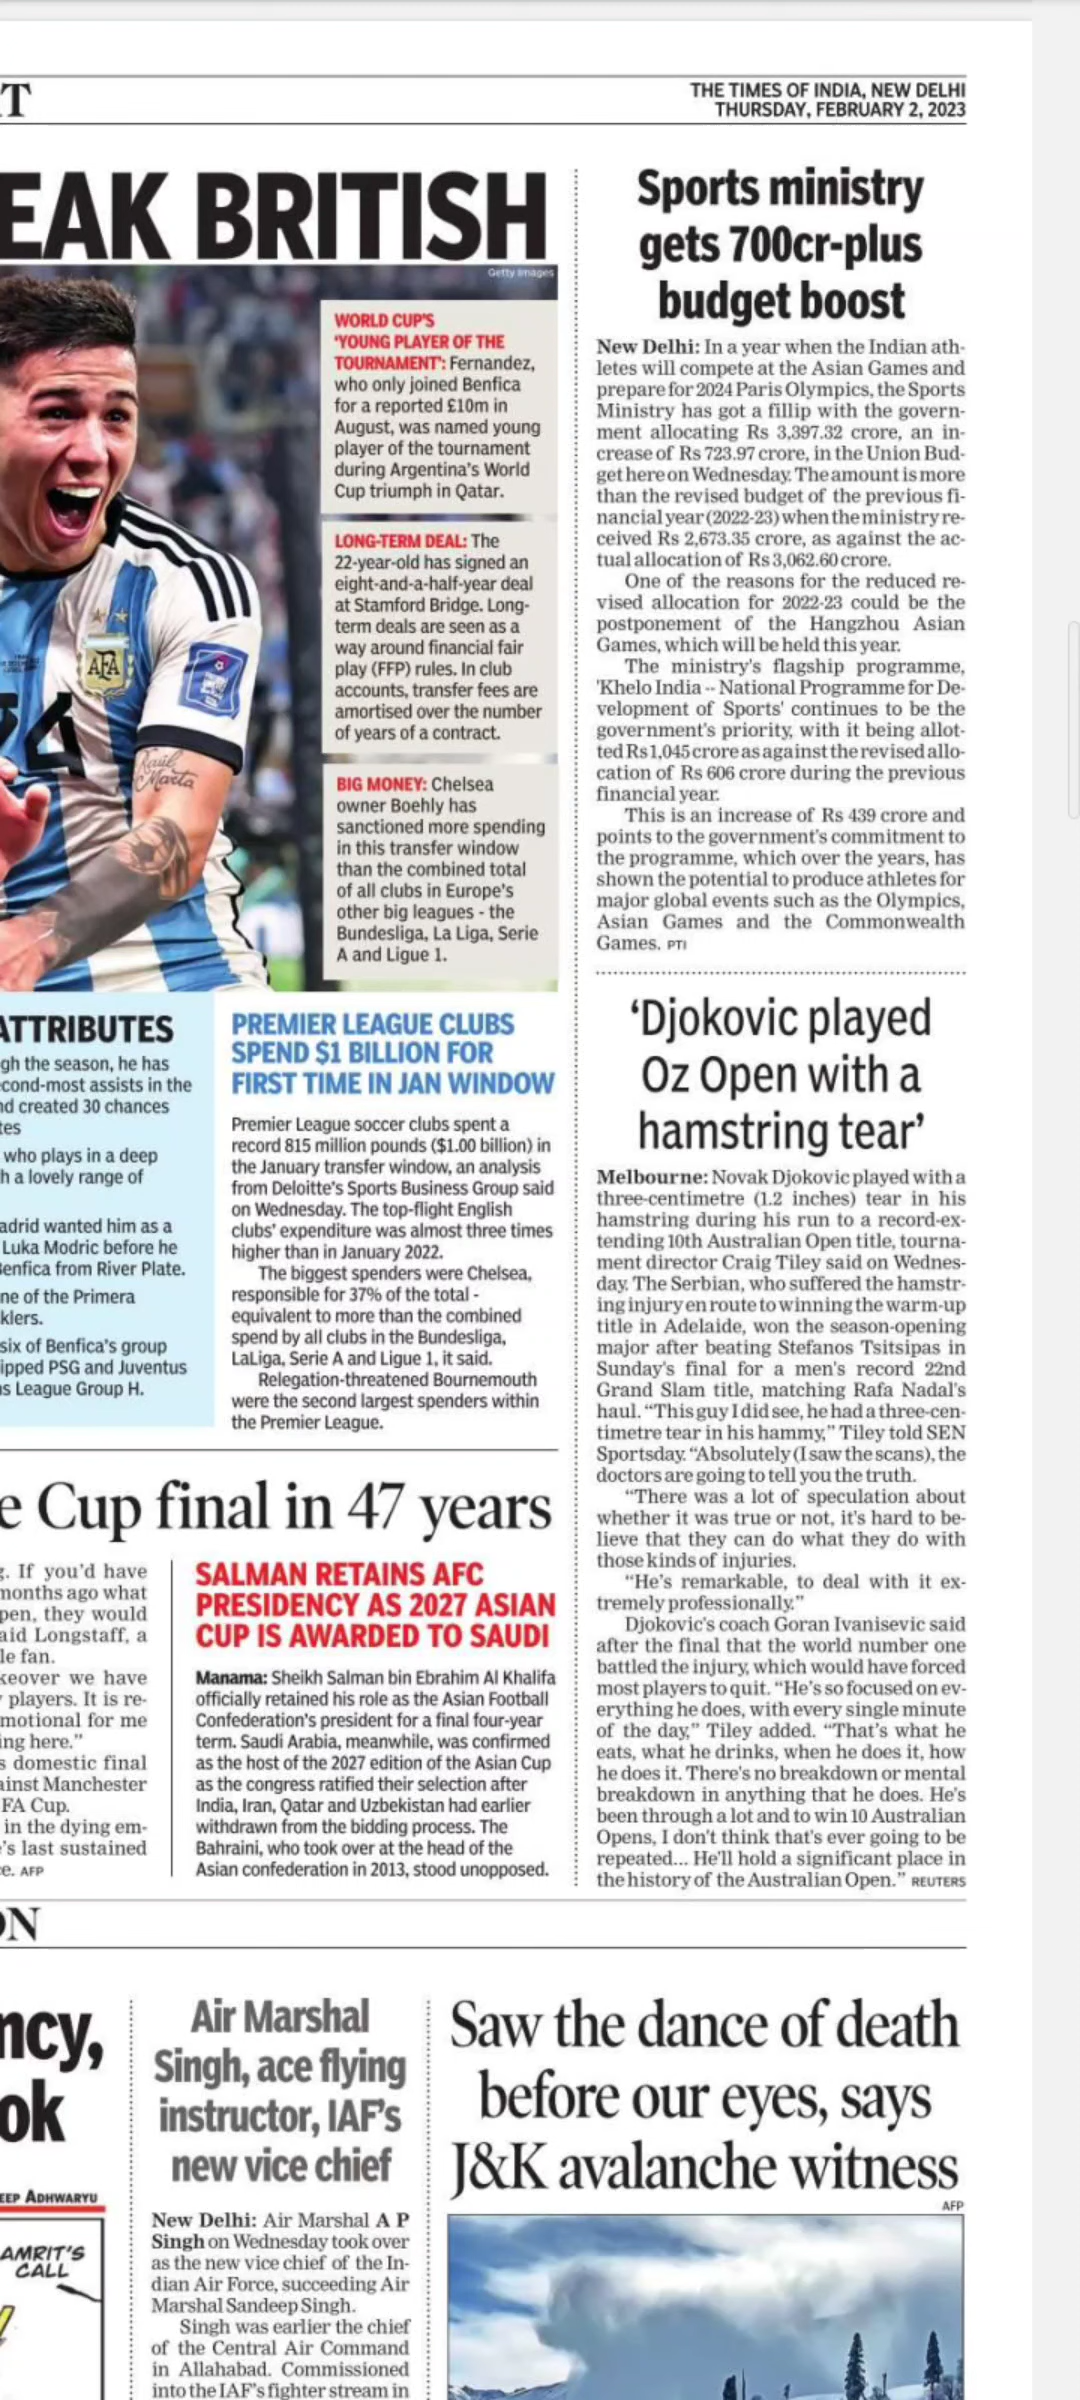 T
THE TIMES OF INDIA, NEW DELHI
THURSDAY, FEBRUARY 2, 2023
EAK BRITISH
Getty Images
WORLD CUP'S
'YOUNG PLAYER OF THE
TOURNAMENT': Fernandez,
who only joined Benfica
for a reported £10m in
August, was named young
player of the tournament
during Argentina's World
Cup triumph in Qatar.
LONG-TERM DEAL: The
22-year-old has signed an
eight-and-a-half-year deal
at Stamford Bridge. Long-
term deals are seen as a
way around financial fair
play (FFP) rules. In club
accounts, transfer fees are
amortised over the number
of years of a contract.
BIG MONEY: Chelsea
owner Boehly has
sanctioned more spending
in this transfer window
than the combined total
of all clubs in Europe's
other big leagues - the
Bundesliga, La Liga, Serie
A and Ligue 1.
AFA
24
Raúl
Marta
ATTRIBUTES
gh the season, he has
econd-most assists in the
nd created 30 chances
tes
who plays in a deep
h a lovely range of
adrid wanted him as a
Luka Modric before he
Benfica from River Plate.
ne of the Primera
klers.
six of Benfica's group
ipped PSG and Juventus
s League Group H.
PREMIER LEAGUE CLUBS
SPEND $1 BILLION FOR
FIRST TIME IN JAN WINDOW
Premier League soccer clubs spent a
record 815 million pounds ($1.00 billion) in
the January transfer window, an analysis
from Deloitte's Sports Business Group said
on Wednesday. The top-flight English
clubs' expenditure was almost three times
higher than in January 2022.
The biggest spenders were Chelsea,
responsible for 37% of the total -
equivalent to more than the combined
spend by all clubs in the Bundesliga,
LaLiga, Serie A and Ligue 1, it said.
Relegation-threatened Bournemouth
were the second largest spenders within
the Premier League.
Sports ministry
gets 700cr-plus
budget boost
New Delhi: In a year when the Indian ath-
letes will compete at the Asian Games and
prepare for 2024 Paris Olympics, the Sports
Ministry has got a fillip with the govern-
ment allocating Rs 3,397.32 crore, an in-
crease of Rs 723.97 crore, in the Union Bud-
get here on Wednesday. The amount is more
than the revised budget of the previous fi-
nancial year (2022-23) when the ministry re-
ceived Rs 2,673.35 crore, as against the ac-
tual allocation of Rs 3,062.60 crore.
One of the reasons for the reduced re-
vised allocation for 2022-23 could be the
postponement of the Hangzhou Asian
Games, which will be held this year.
The ministry's flagship programme,
'Khelo India -- National Programme for De-
velopment of Sports' continues to be the
government's priority, with it being allot-
ted Rs 1,045 crore as against the revised allo-
cation of Rs 606 crore during the previous
financial year.
This is an increase of Rs 439 crore and
points to the government's commitment to
the programme, which over the years, has
shown the potential to produce athletes for
major global events such as the Olympics,
Asian Games and the Commonwealth
Games. PTI
'Djokovic played
Oz Open with a
hamstring tear'
Melbourne: Novak Djokovic played with a
three-centimetre (1.2 inches) tear in his
hamstring during his run to a record-ex-
tending 10th Australian Open title, tourna-
ment director Craig Tiley said on Wednes-
day. The Serbian, who suffered the hamstr-
ing injury en route to winning the warm-up
title in Adelaide, won the season-opening
major after beating Stefanos Tsitsipas in
Sunday's final for a men's record 22nd
Grand Slam title, matching Rafa Nadal's
haul. "This guy I did see, he had a three-cen-
timetre tear in his hammy," Tiley told SEN
Sportsday. "Absolutely (I saw the scans), the
doctors are going to tell you the truth.
"There was a lot of speculation about
whether it was true or not, it's hard to be-
lieve that they can do what they do with
those kinds of injuries.
"He's remarkable, to deal with it ex-
tremely professionally."
Djokovic's coach Goran Ivanisevic said
after the final that the world number one
battled the injury, which would have forced
most players to quit. "He's so focused on ev-
erything he does, with every single minute
of the day," Tiley added. "That's what he
eats, what he drinks, when he does it, how
he does it. There's no breakdown or mental
breakdown in anything that he does. He's
been through a lot and to win 10 Australian
Opens, I don't think that's ever going to be
repeated... He'll hold a significant place in
the history of the Australian Open." REUTERS
e Cup final in 47 years
g. If you'd have
months ago what
pen, they would
aid Longstaff, a
le fan.
keover we have
players. It is re-
motional for me
ing here."
s domestic final
ainst Manchester
FA Cup.
in the dying em-
's last sustained
e. AFP
SALMAN RETAINS AFC
PRESIDENCY AS 2027 ASIAN
CUP IS AWARDED TO SAUDI
Manama: Sheikh Salman bin Ebrahim Al Khalifa
officially retained his role as the Asian Football
Confederation's president for a final four-year
term. Saudi Arabia, meanwhile, was confirmed
as the host of the 2027 edition of the Asian Cup
as the congress ratified their selection after
India, Iran, Qatar and Uzbekistan had earlier
withdrawn from the bidding process. The
Bahraini, who took over at the head of the
Asian confederation in 2013, stood unopposed.
ON
ncy,
ok
EEP ADHWARYU
AMRIT'S
CALL
Air Marshal
Singh, ace flying
instructor, IAF's
new vice chief
New Delhi: Air Marshal A P
Singh on Wednesday took over
as the new vice chief of the In-
dian Air Force, succeeding Air
Marshal Sandeep Singh.
Singh was earlier the chief
of the Central Air Command
in Allahabad. Commissioned
into the IAF's fighter stream in
Saw the dance of death
before our eyes, says
J&K avalanche witness
AFP